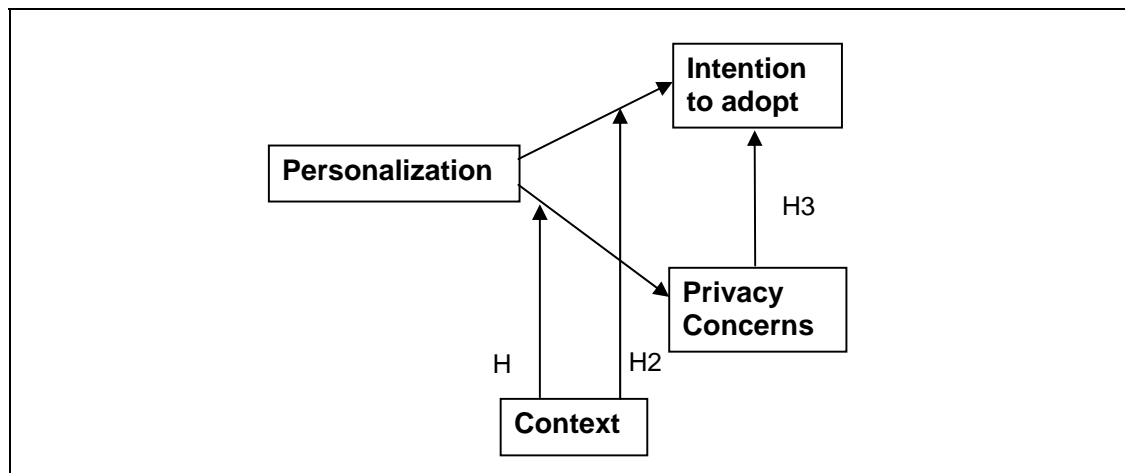 Intention
to adopt
Personalization
H3
Privacy
Concerns
H
H2
Context